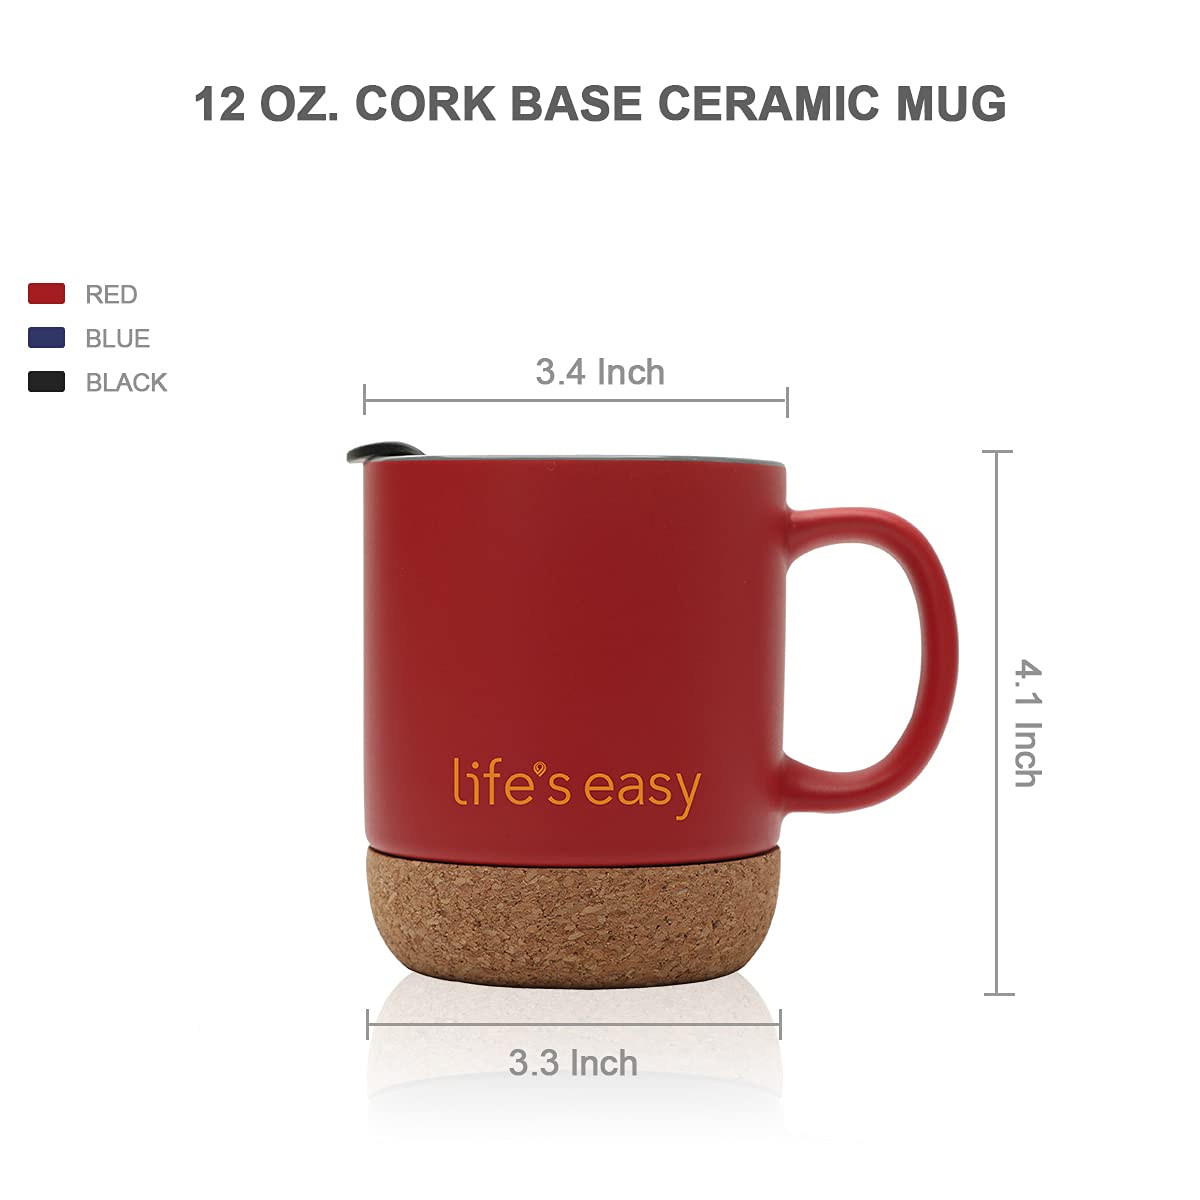 12 OZ. CORK BASE CERAMIC MUG
RED
BLUE
BLACK
3.4 Inch
4.1 Inch
life's easy
3.3 Inch